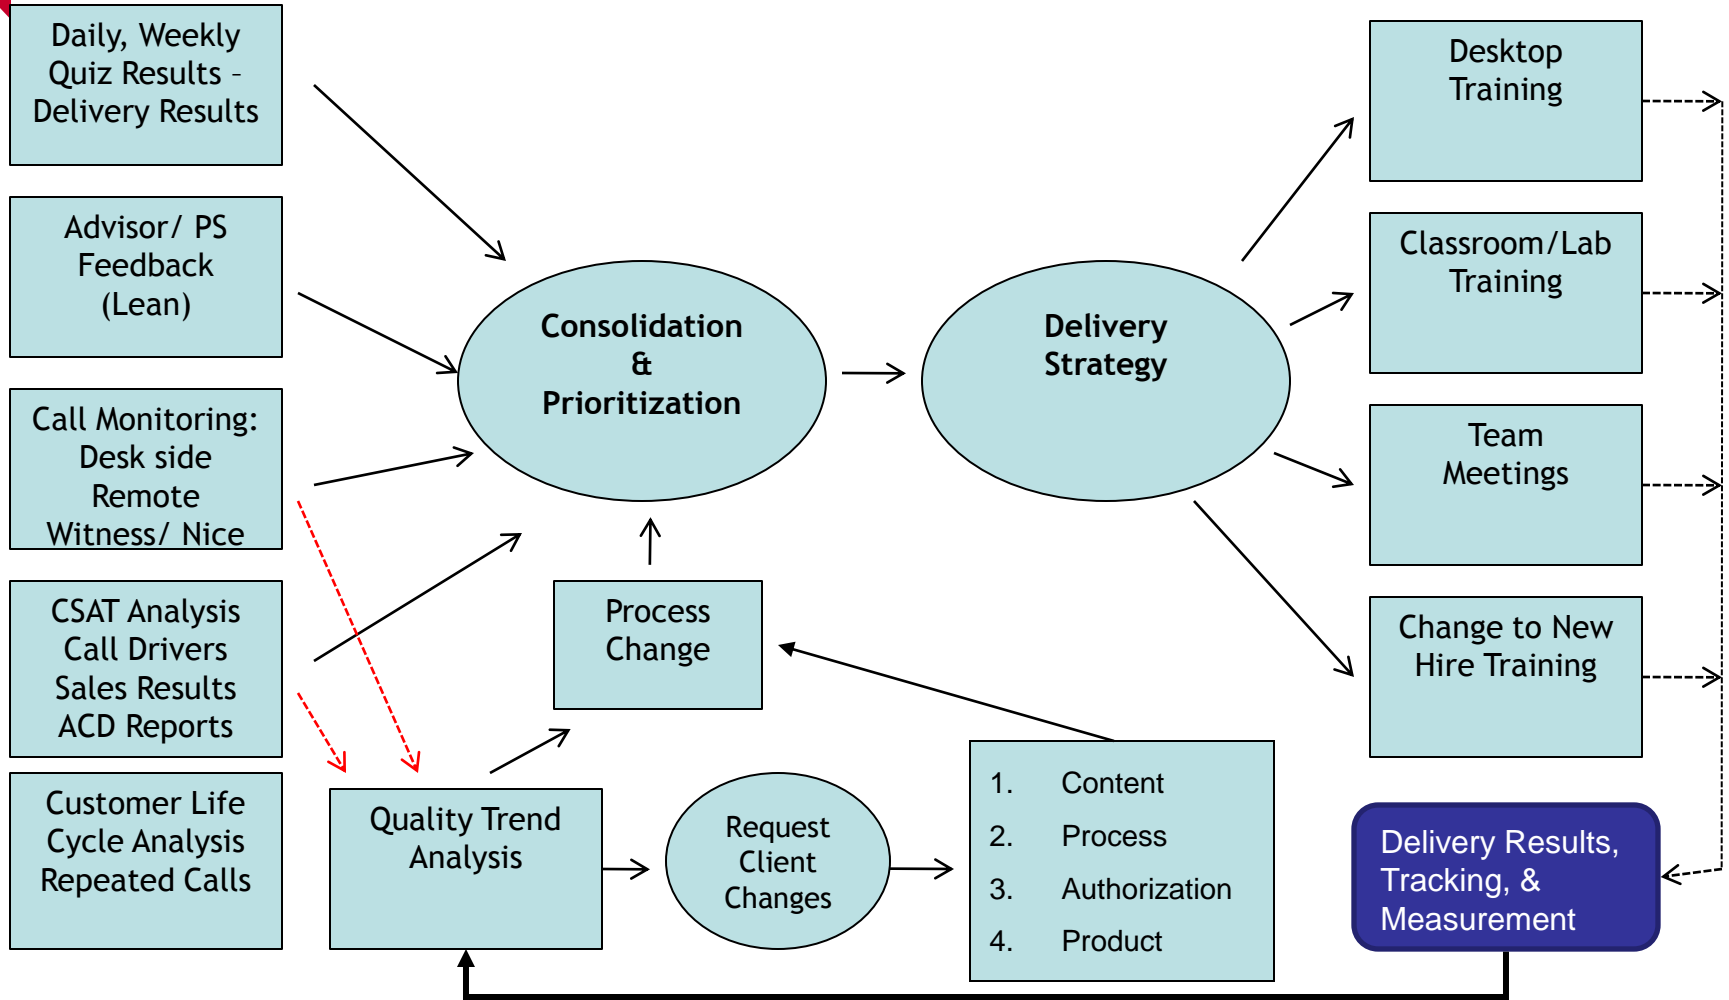 Daily, Weekly
Quiz Results –
Delivery Results
Advisor/ PS
Feedback
(Lean)
Call Monitoring:
Desk side
Remote
Witness/ Nice
CSAT Analysis
Call Drivers
Sales Results
ACD Reports
Customer Life
Cycle Analysis
Repeated Calls
Consolidation
&
Prioritization
Process
Change
Quality Trend
Analysis
Request
Client
Changes
1. Content
2. Process
3. Authorization
4. Product
Delivery
Strategy
Desktop
Training
Classroom/Lab
Training
Team
Meetings
Change to New
Hire Training
Delivery Results,
Tracking, &
Measurement